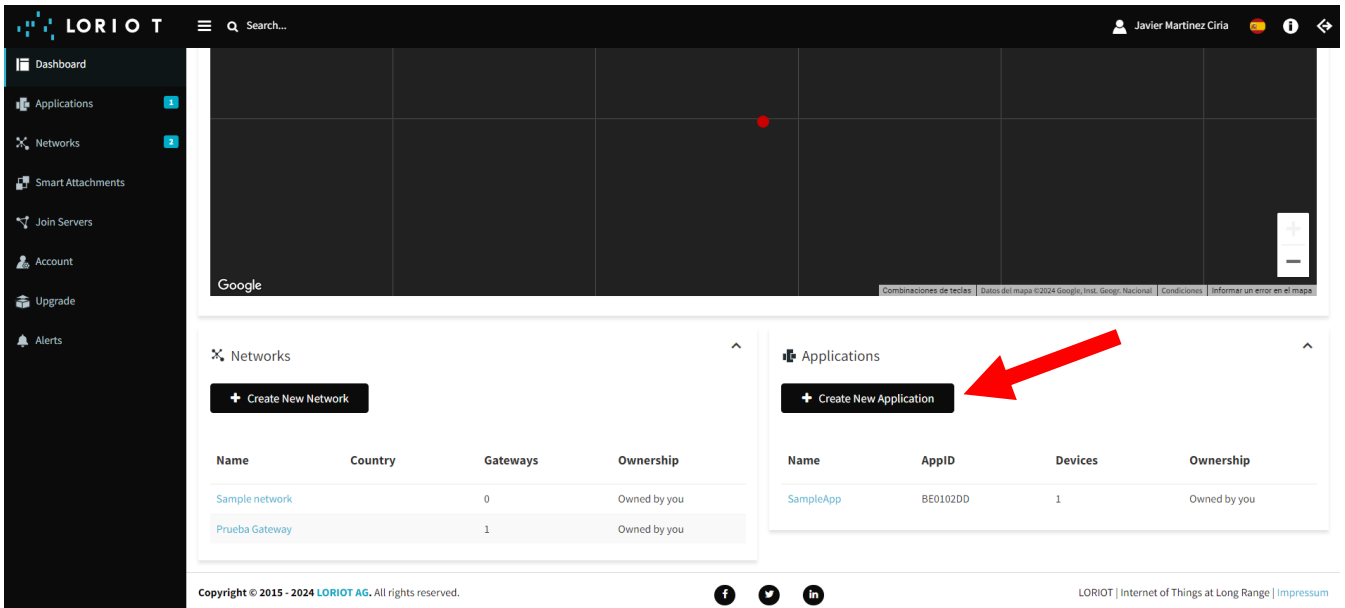 LORIOT
Search...
Javier Martinez Ciria
Dashboard
Applications 1
Networks 2
Smart Attachments
Join Servers
Account
Upgrade
Alerts
Google
Combinaciones de teclas Datos del mapa ©2024 Google, Inst. Geogr. Nacional Condiciones Informar un error en el mapa
Networks
Create New Network
Name Country Gateways Ownership
Sample network 0 Owned by you
Prueba Gateway 1 Owned by you
Applications
Create New Application
Name AppID Devices Ownership
SampleApp BE0102DD 1 Owned by you
Copyright © 2015 - 2024 LORIOT AG. All rights reserved.
LORIOT | Internet of Things at Long Range | Impressum